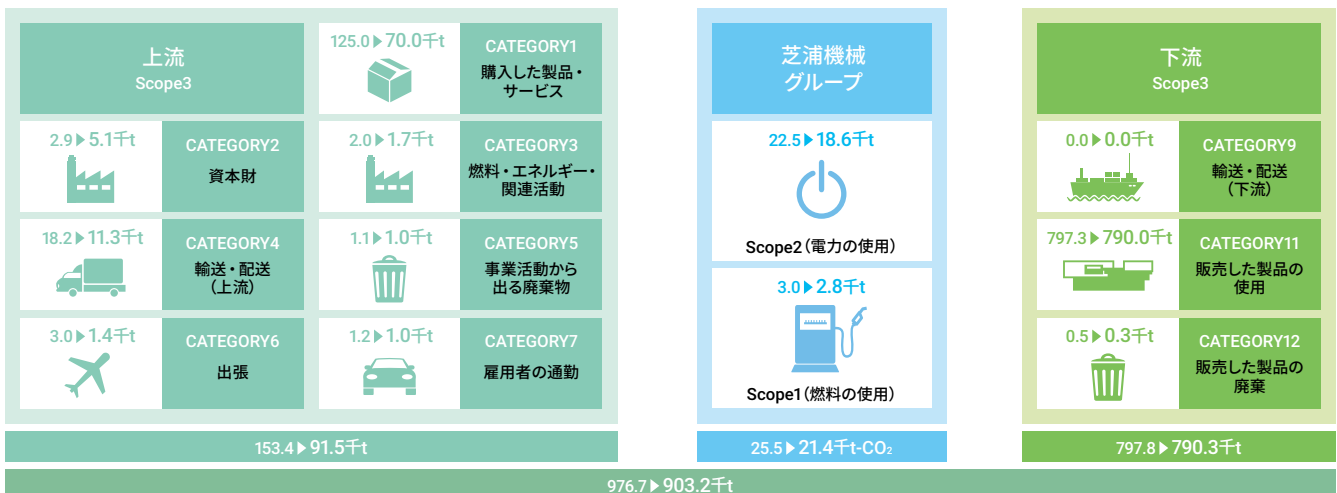 上流
Scope3
125.0▶70.0千t
CATEGORY1
購入した製品・
サービス
2.9▶5.1千t
CATEGORY2
資本財
2.0▶1.7千t
CATEGORY3
燃料・エネルギー・
関連活動
18.2▶11.3千t
CATEGORY4
輸送・配送
（上流）
1.1▶1.0千t
CATEGORY5
事業活動から
出る廃棄物
3.0▶1.4千t
CATEGORY6
出張
1.2▶1.0千t
CATEGORY7
雇用者の通勤
153.4▶91.5千t
芝浦機械
グループ
22.5▶18.6千t
Scope2（電力の使用）
3.0▶2.8千t
Scope1（燃料の使用）
25.5▶21.4千t-CO₂
下流
Scope3
0.0▶0.0千t
CATEGORY9
輸送・配送
（下流）
797.3▶790.0千t
CATEGORY11
販売した製品の
使用
0.5▶0.3千t
CATEGORY12
販売した製品の
廃棄
797.8▶790.3千t
976.7▶903.2千t